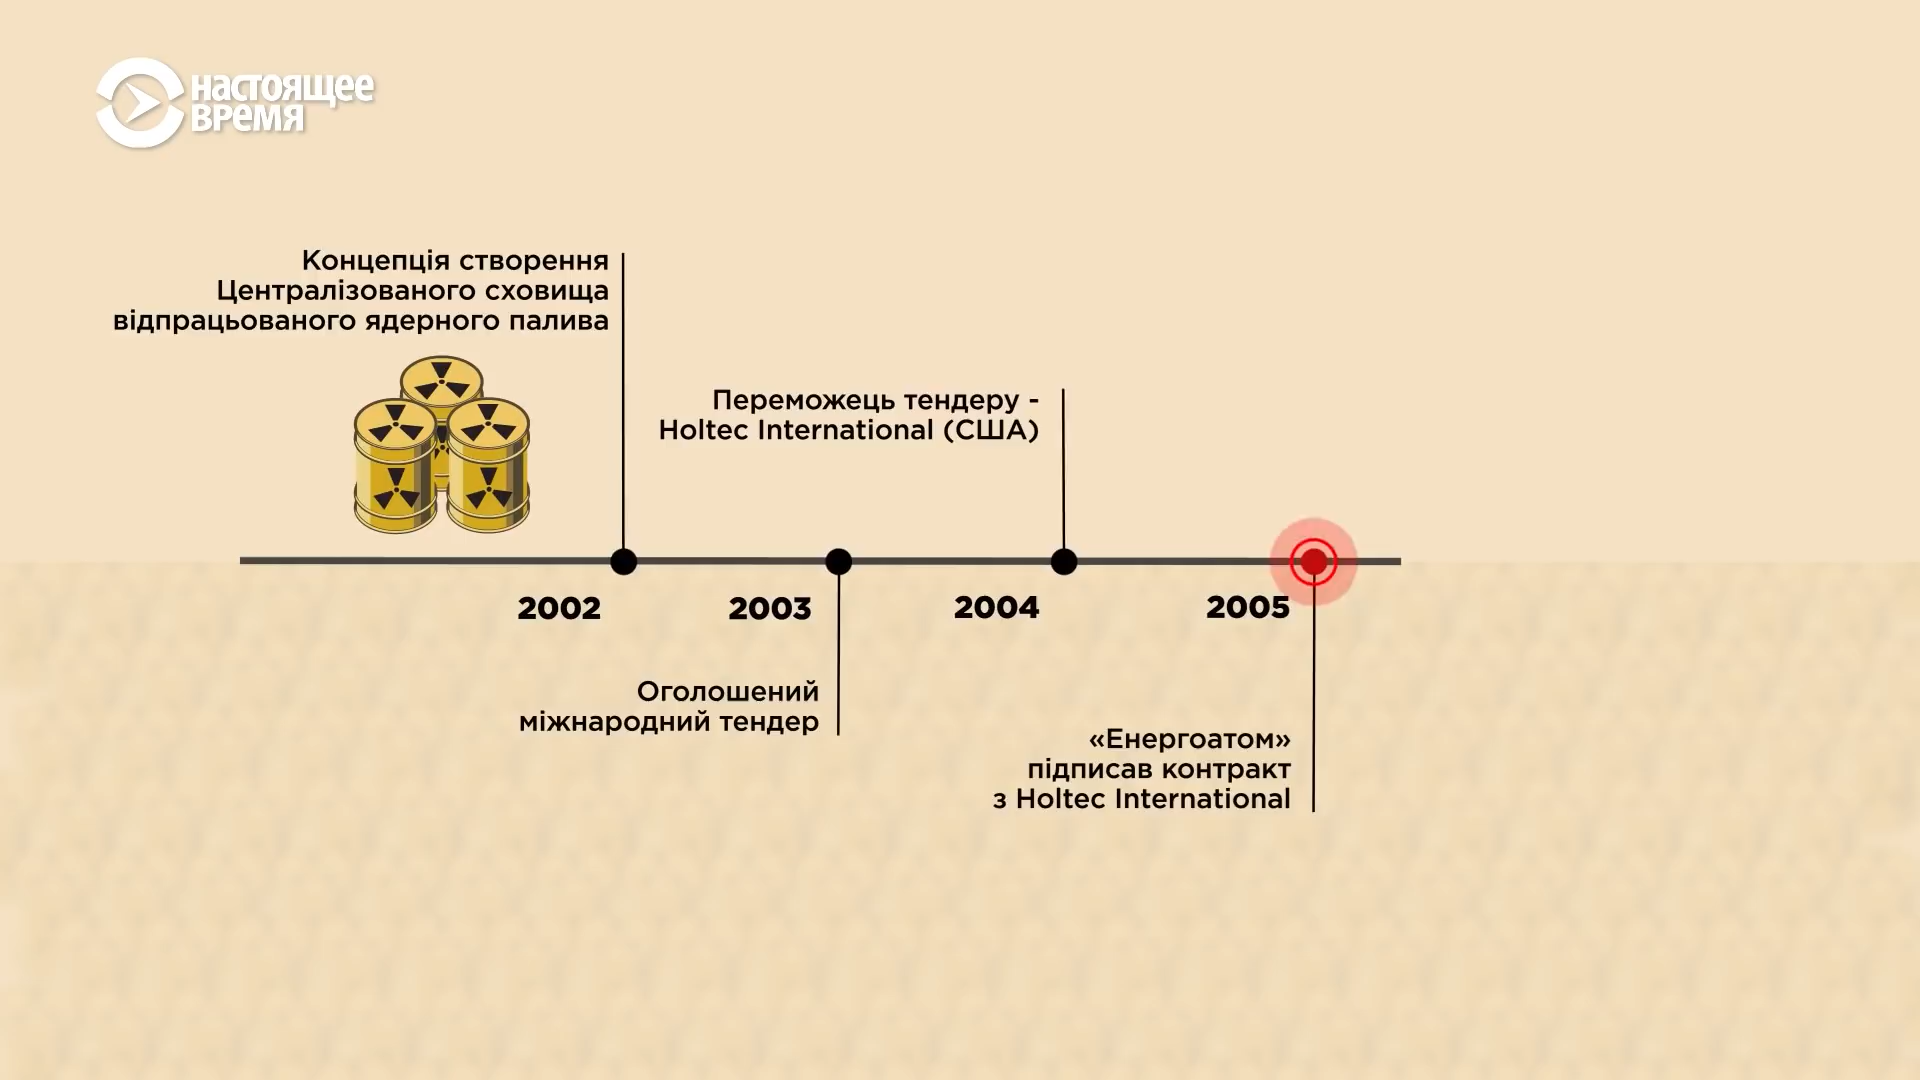 настоящее
время
Концепція створення
Централізованого сховища
відпрацьованого ядерного палива
Переможець тендеру -
Holtec International (США)
2002
2003
2004
2005
Оголошений
міжнародний тендер
«Енергоатом»
підписав контракт
з Holtec International